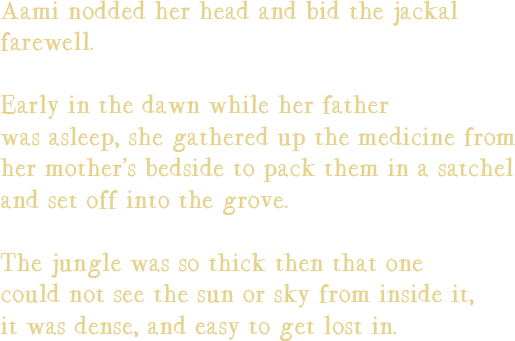 Aami nodded her head and bid the jackal
farewell.
Early in the dawn while her father
was asleep, she gathered up the medicine from
her mother's bedside to pack them in a satchel
and set off into the grove.
The jungle was so thick then that one
could not see the sun or sky from inside it,
it was dense, and easy to get lost in.